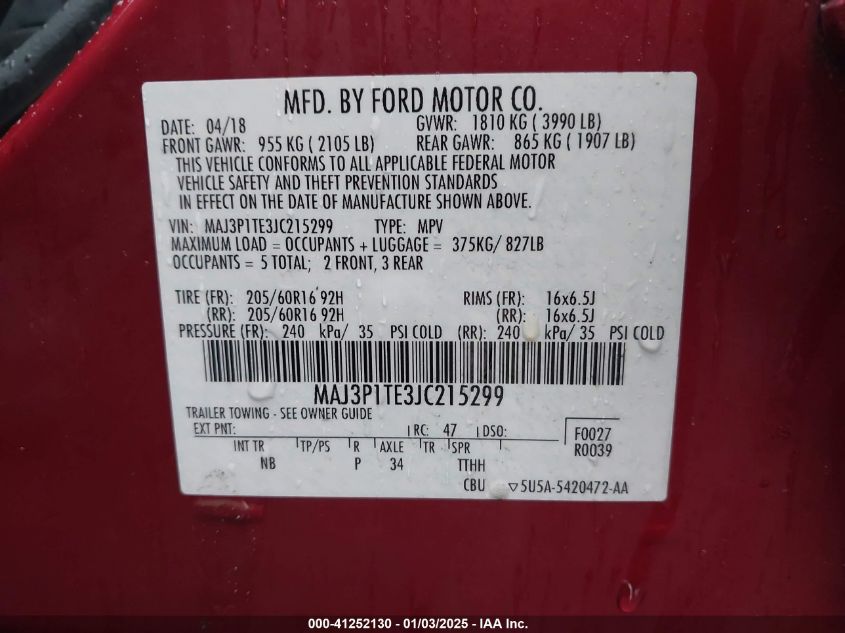 MFD. BY FORD MOTOR CO.
DATE: 04/18 GVWR: 1810 KG ( 3990 LB)
FRONT GAWR: 955 KG ( 2105 LB) REAR GAWR: 865 KG ( 1907 LB)
THIS VEHICLE CONFORMS TO ALL APPLICABLE FEDERAL MOTOR
VEHICLE SAFETY AND THEFT PREVENTION STANDARDS
IN EFFECT ON THE DATE OF MANUFACTURE SHOWN ABOVE.
VIN: MAJ3P1TE3JC215299 TYPE: MPV
MAXIMUM LOAD = OCCUPANTS + LUGGAGE = 375KG/ 827LB
OCCUPANTS = 5 TOTAL; 2 FRONT, 3 REAR
TIRE (FR): 205/60R16 92H RIMS (FR): 16x6.5J
(RR): 205/60R16 92H (RR): 16x6.5J
PRESSURE (FR): 240 kPa/ 35 PSI COLD (RR): 240 kPa/ 35 PSI COLD
MAJ3P1TE3JC215299
TRAILER TOWING - SEE OWNER GUIDE
EXT PNT: RC: 47 DSO: F0027
R0039
INT TR TP/PS R AXLE TR SPR
NB P 34 TTHH
CBU ▽5U5A-5420472-AA
000-41252130 - 01/03/2025 - IAA Inc.